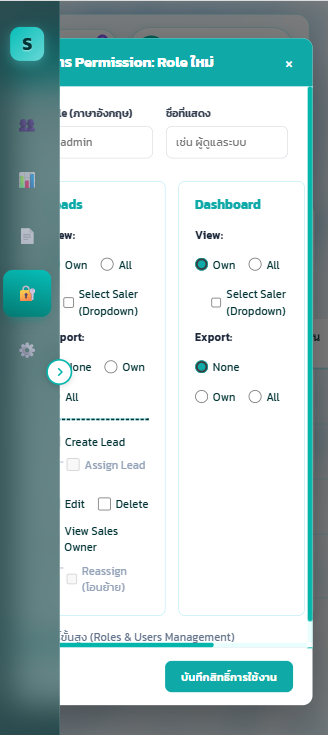 S
ns Permission: Role ใหม่
×
le (ภาษาอังกฤษ)
ชื่อที่แสดง
admin
เช่น ผู้ดูแลระบบ
ads
Dashboard
ew:
View:
Own
All
Own
All
Select Saler
(Dropdown)
Select Saler
(Dropdown)
port:
Export:
one
Own
None
All
Own
All
Create Lead
Assign Lead
Edit
Delete
View Sales
Owner
Reassign
(โอนย้าย)
ขั้นสูง (Roles & Users Management)
บันทึกสิทธิ์การใช้งาน